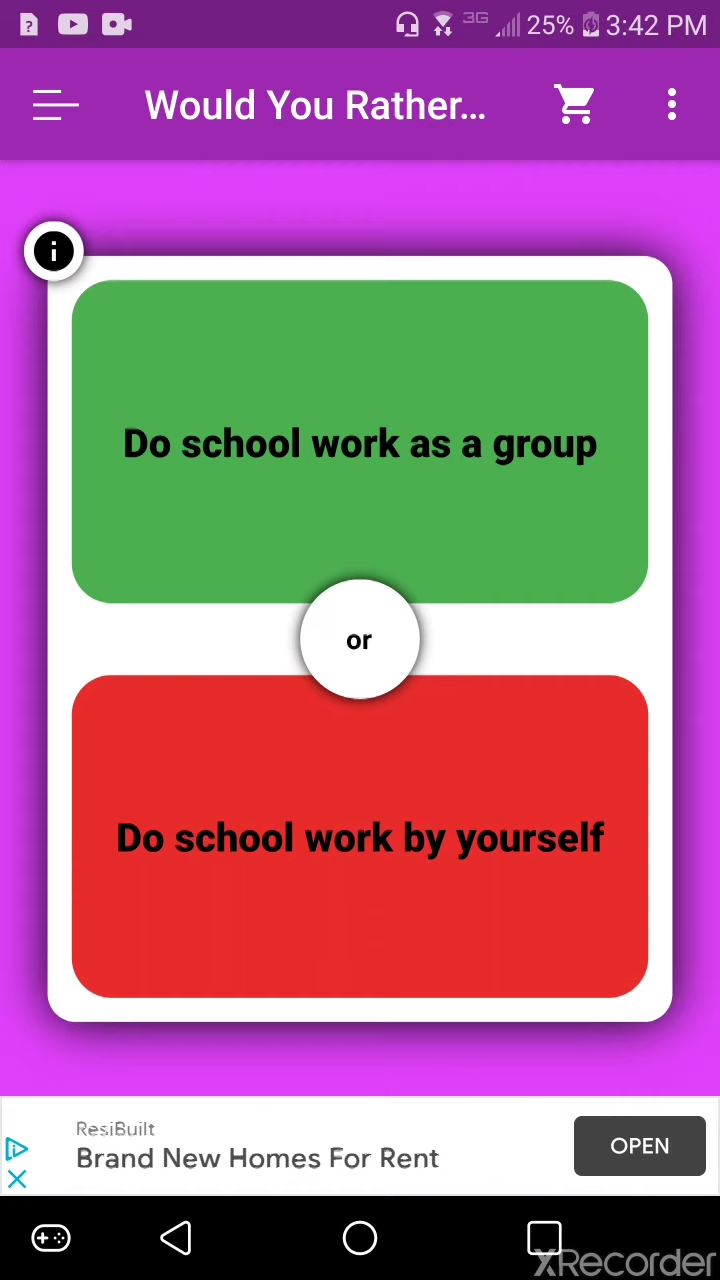 3G 25% 3:42 PM
Would You Rather...
Do school work as a group
or
Do school work by yourself
ResiBuilt
Brand New Homes For Rent
OPEN
XRecorder